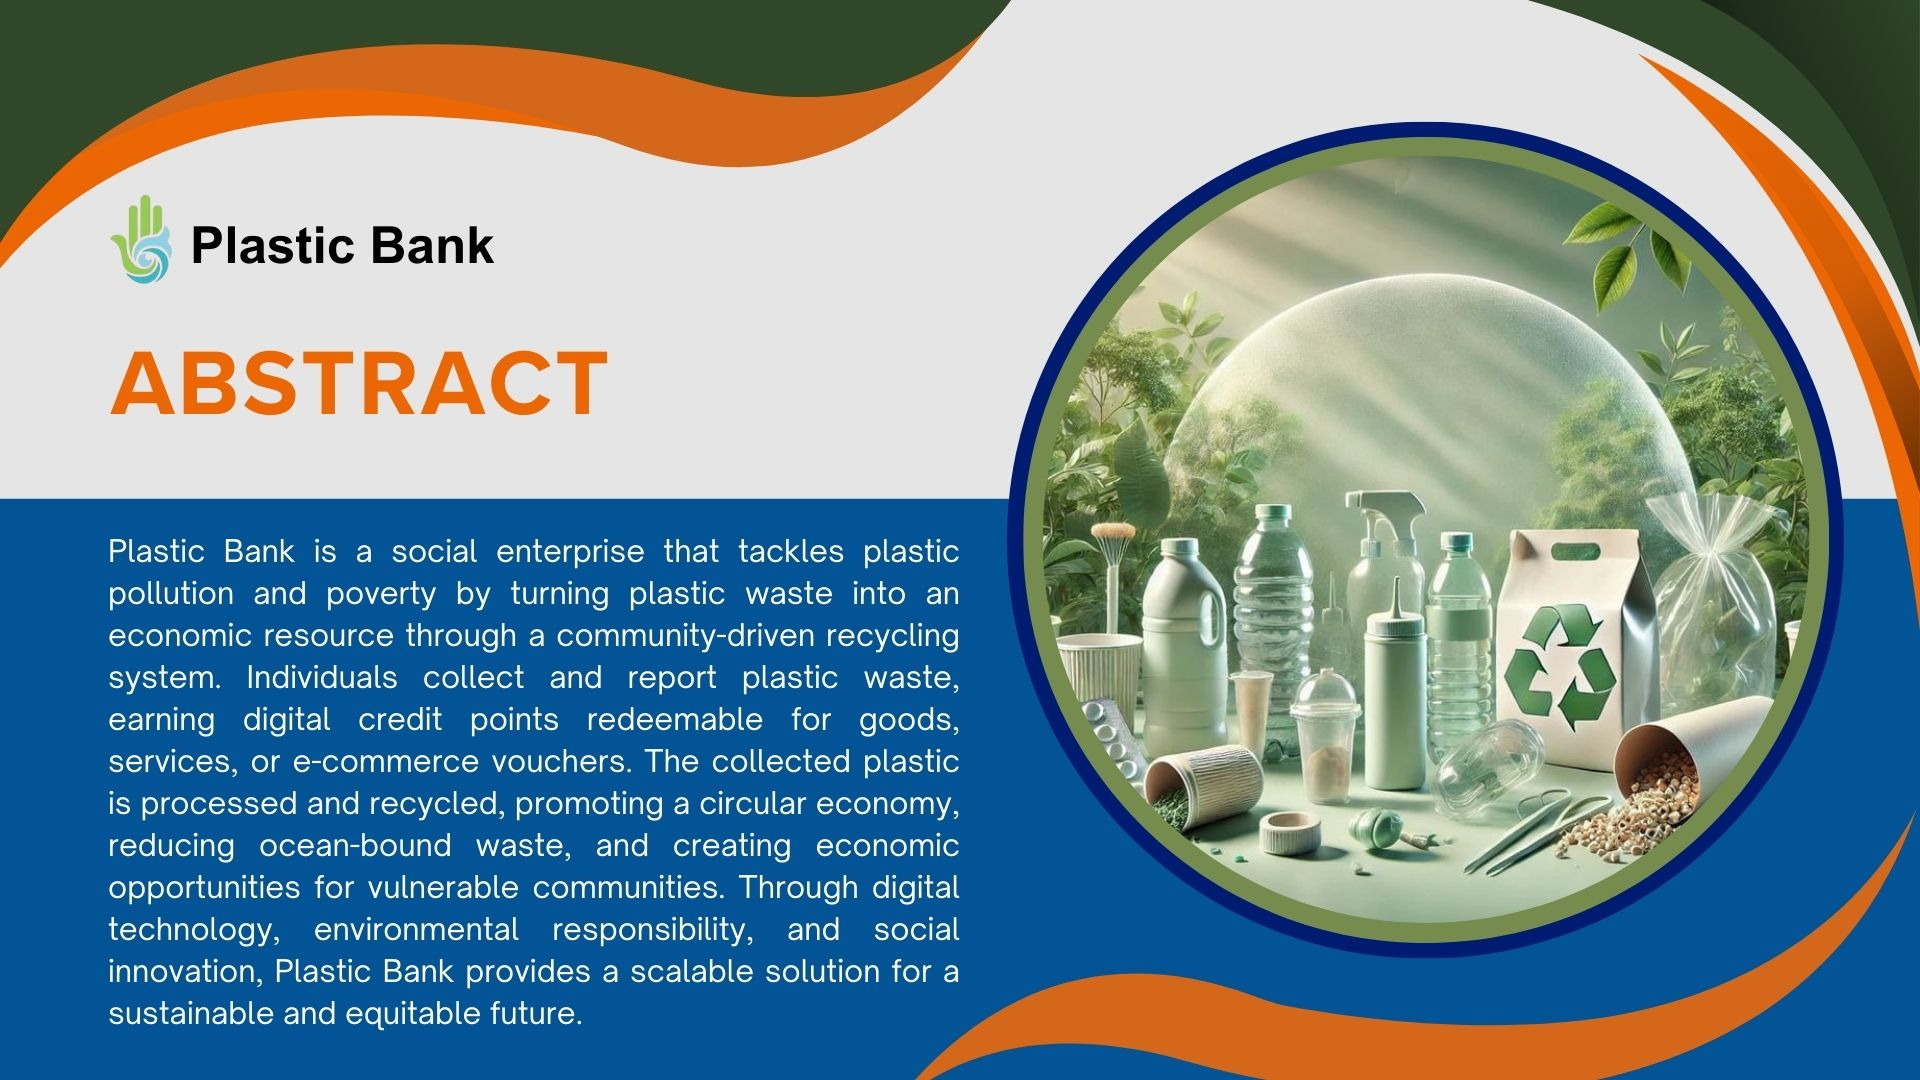 Plastic Bank
ABSTRACT
Plastic Bank is a social enterprise that tackles plastic
pollution and poverty by turning plastic waste into an
economic resource through a community-driven recycling
system. Individuals collect and report plastic waste,
earning digital credit points redeemable for goods,
services, or e-commerce vouchers. The collected plastic
is processed and recycled, promoting a circular economy,
reducing ocean-bound waste, and creating economic
opportunities for vulnerable communities. Through digital
technology, environmental responsibility, and social
innovation, Plastic Bank provides a scalable solution for a
sustainable and equitable future.